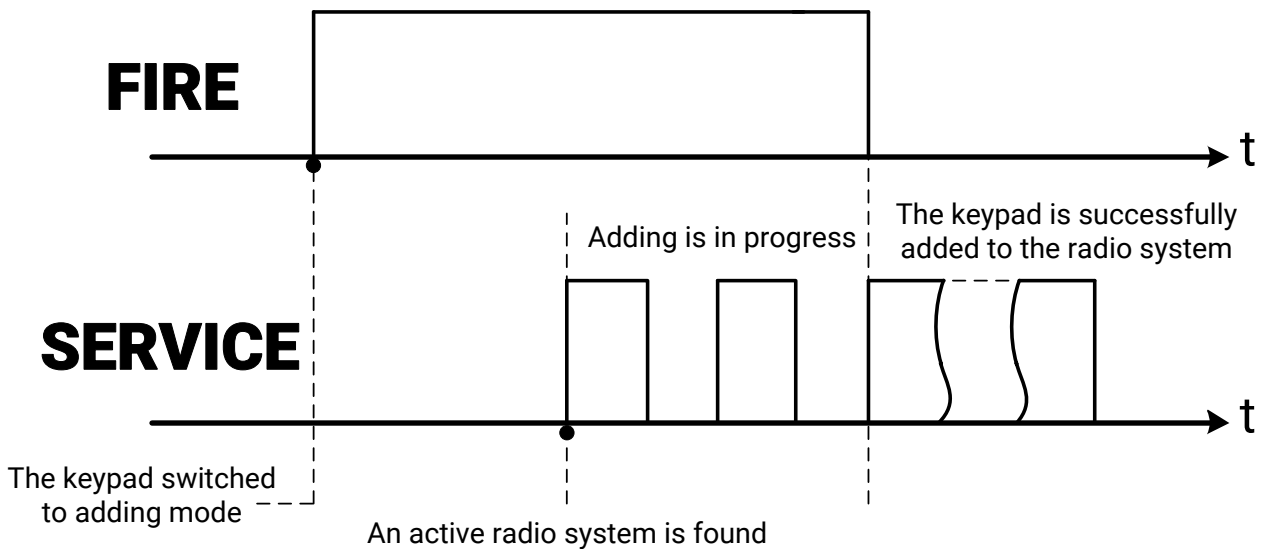 FIRE
t
Adding is in progress
The keypad is successfully
added to the radio system
SERVICE
t
The keypad switched
to adding mode
An active radio system is found